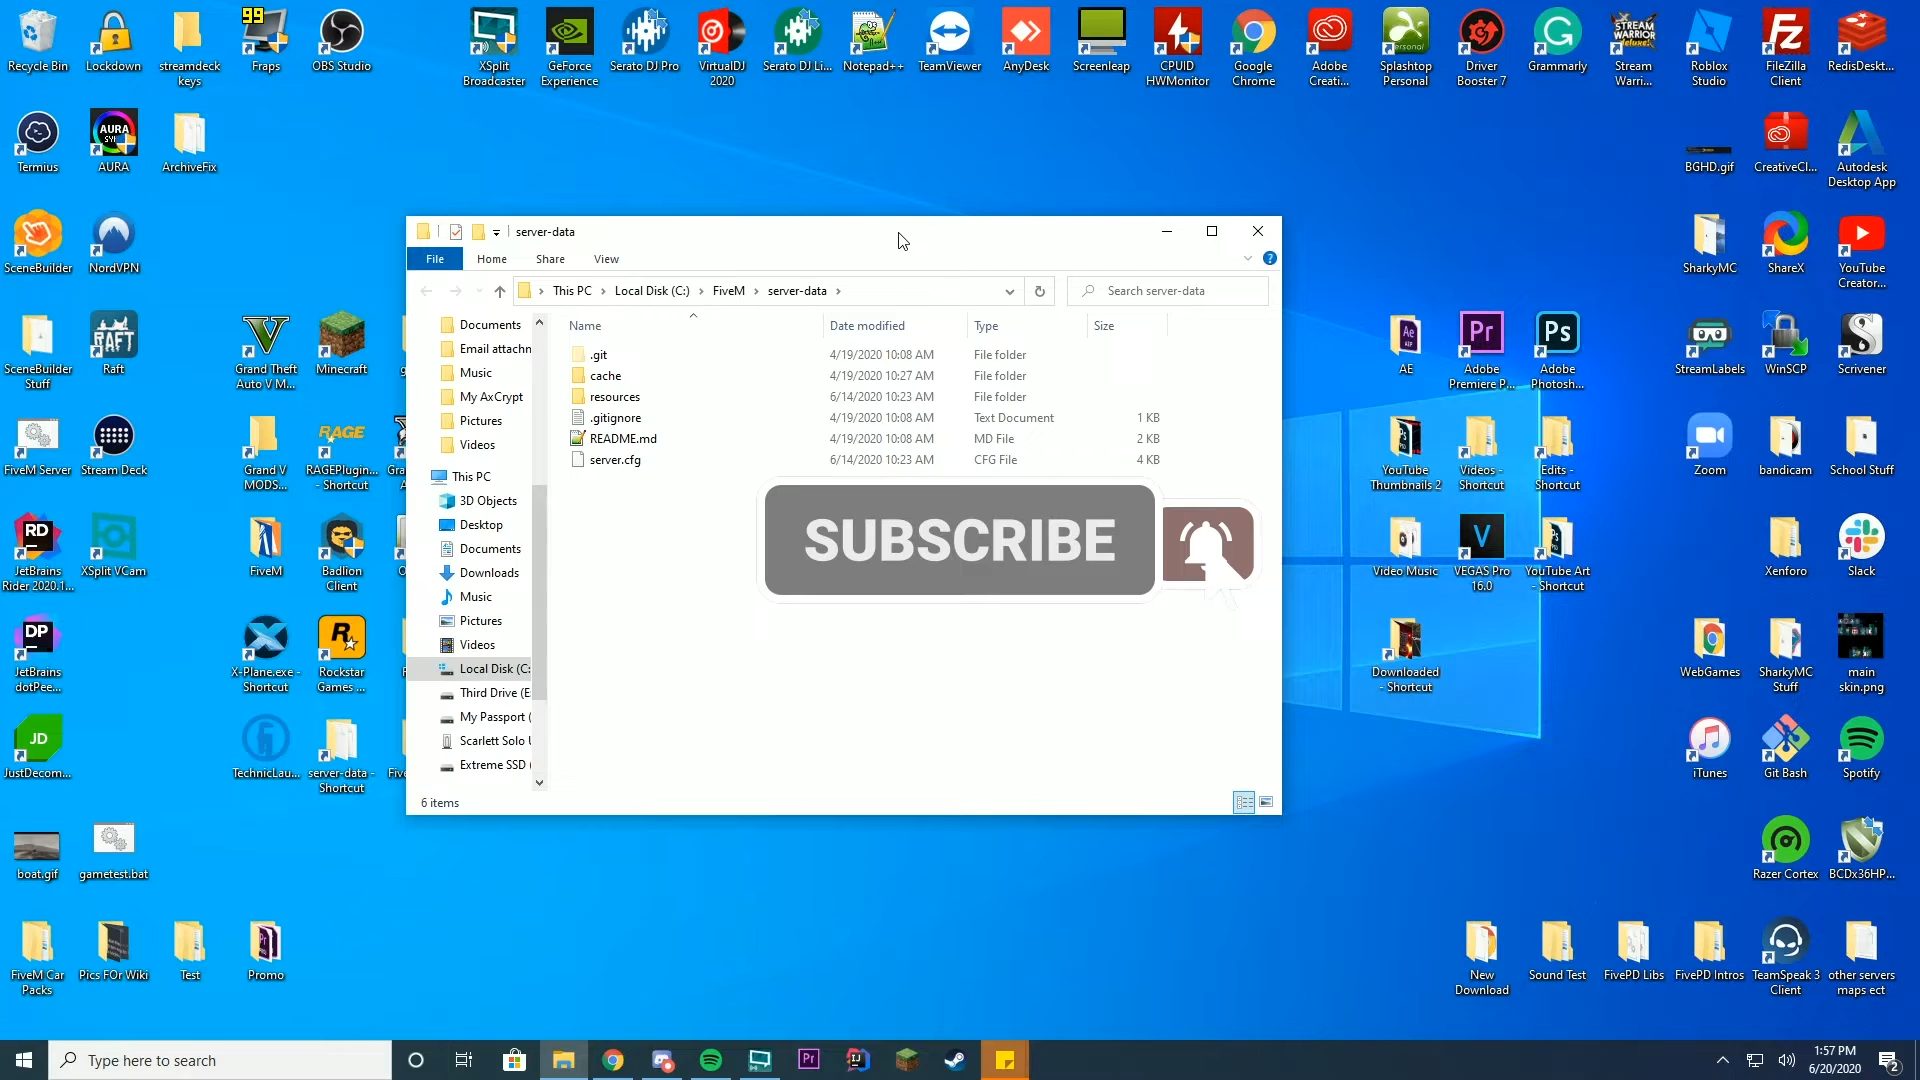 99
Recycle Bin
Lockdown
streamdeck
keys
Fraps
OBS Studio
XSplit
Broadcaster
GeForce
Experience
Serato DJ Pro
VirtualDJ
2020
Serato DJ Li...
Notepad++
TeamViewer
AnyDesk
Screenleap
CPUID
HWMonitor
Google
Chrome
Adobe
Creati...
Personal
Splashtop
Personal
Driver
Booster 7
Grammarly
STREAM
WARRIOR
Stream
Warri...
Roblox
Studio
FileZilla
Client
RedisDeskt...
Termius
AURA
AURA
ArchiveFix
BGHD.gif
CreativeCl...
Autodesk
Desktop App
SceneBuilder
NordVPN
SharkyMC
ShareX
YouTube
Creator...
SceneBuilder
Stuff
RAFT
Raft
Grand Theft
Auto V M...
Minecraft
Ae
AE
Pr
Adobe
Premiere P...
Ps
Adobe
Photosh...
StreamLabels
WinSCP
Scrivener
FiveM Server
Stream Deck
Grand V
MODS...
RAGE
RAGEPlugin...
- Shortcut
YouTube
Thumbnails 2
Videos -
Shortcut
Edits -
Shortcut
Zoom
bandicam
School Stuff
RD
JetBrains
Rider 2020.1...
XSplit VCam
FiveM
Badlion
Client
Video Music
VEGAS Pro
16.0
YouTube Art
- Shortcut
Xenforo
Slack
DP
JetBrains
dotPee...
X-Plane.exe -
Shortcut
Rockstar
Games ...
Downloaded
- Shortcut
WebGames
SharkyMC
Stuff
main
skin.png
JD
JustDecom...
TechnicLau...
server-data -
Shortcut
iTunes
Git Bash
Spotify
boat.gif
gametest.bat
Razer Cortex
BCDx36HP...
FiveM Car
Packs
Pics FOr Wiki
Test
Promo
New
Download
Sound Test
FivePD Libs
FivePD Intros
TeamSpeak 3
Client
other servers
maps ect
server-data
File
Home
Share
View
This PC
Local Disk (C:)
FiveM
server-data
Search server-data
Documents
Email attachn
Music
My AxCrypt
Pictures
Videos
This PC
3D Objects
Desktop
Documents
Downloads
Music
Pictures
Videos
Local Disk (C:
Third Drive (E
My Passport (
Scarlett Solo U
Extreme SSD (
Name Date modified Type Size
.git 4/19/2020 10:08 AM File folder
cache 4/19/2020 10:27 AM File folder
resources 6/14/2020 10:23 AM File folder
.gitignore 4/19/2020 10:08 AM Text Document 1 KB
README.md 4/19/2020 10:08 AM MD File 2 KB
server.cfg 6/14/2020 10:23 AM CFG File 4 KB
SUBSCRIBE
6 items
Type here to search
Pr
1:57 PM
6/20/2020
2